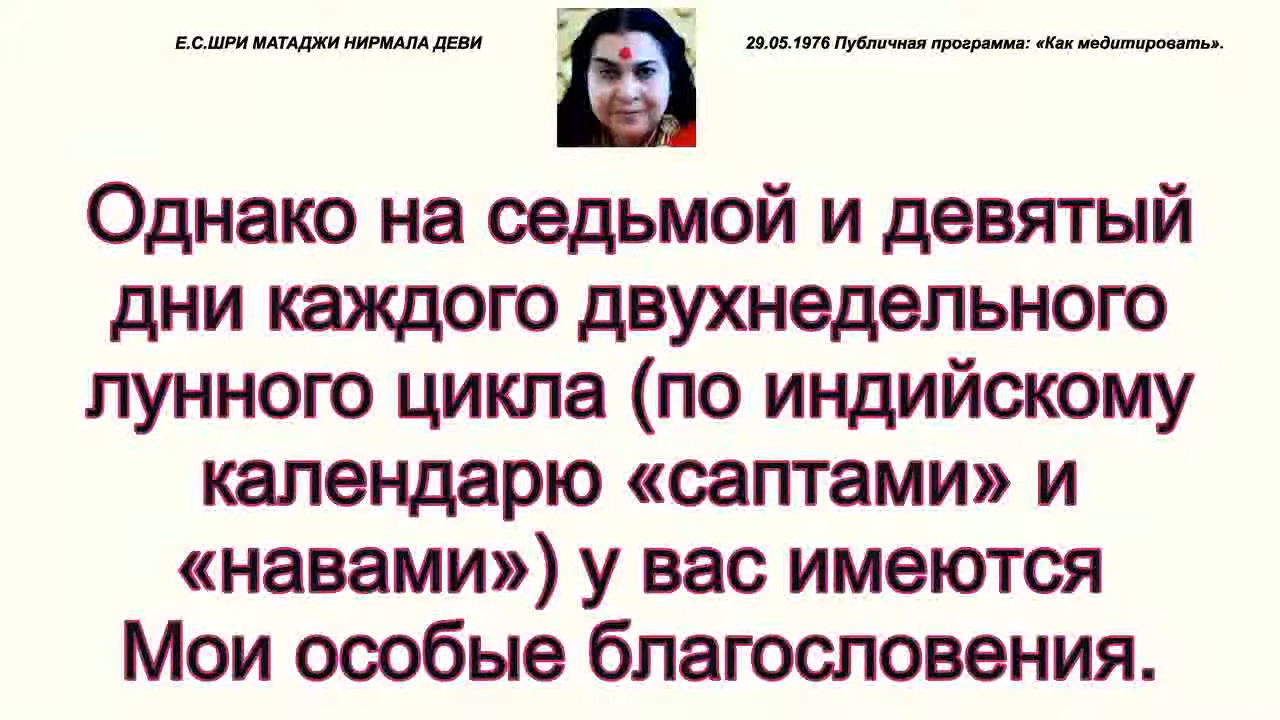 Е.С.ШРИ МАТАДЖИ НИРМАЛА ДЕВИ
29.05.1976 Публичная программа: «Как медитировать».
Однако на седьмой и девятый
дни каждого двухнедельного
лунного цикла (по индийскому
календарю «саптами» и
«навами») у вас имеются
Мои особые благословения.